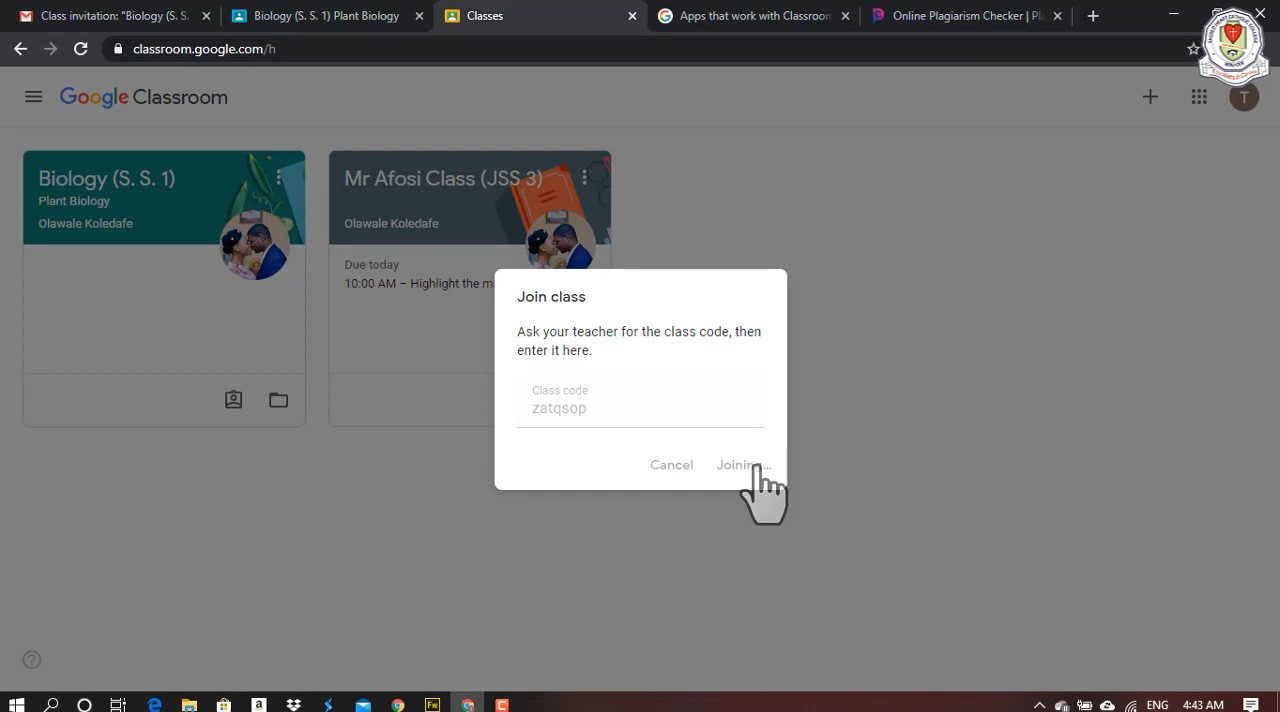 Class invitation: "Biology (S. S.
Biology (S. S. 1) Plant Biology
Classes
Apps that work with Classroom
Online Plagiarism Checker | Pl
classroom.google.com/h
Google Classroom
T
Biology (S. S. 1)
Plant Biology
Olawale Koledafe
Mr Afosi Class (JSS 3)
Olawale Koledafe
Due today
10:00 AM – Highlight the m
Join class
Ask your teacher for the class code, then
enter it here.
Class code
zatqsop
Cancel
Joining...
ENG
4:43 AM